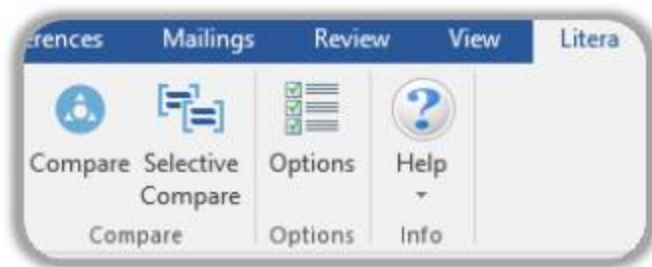 erences Mailings Review View Litera
Compare Selective Compare Options Help
Compare Options Info